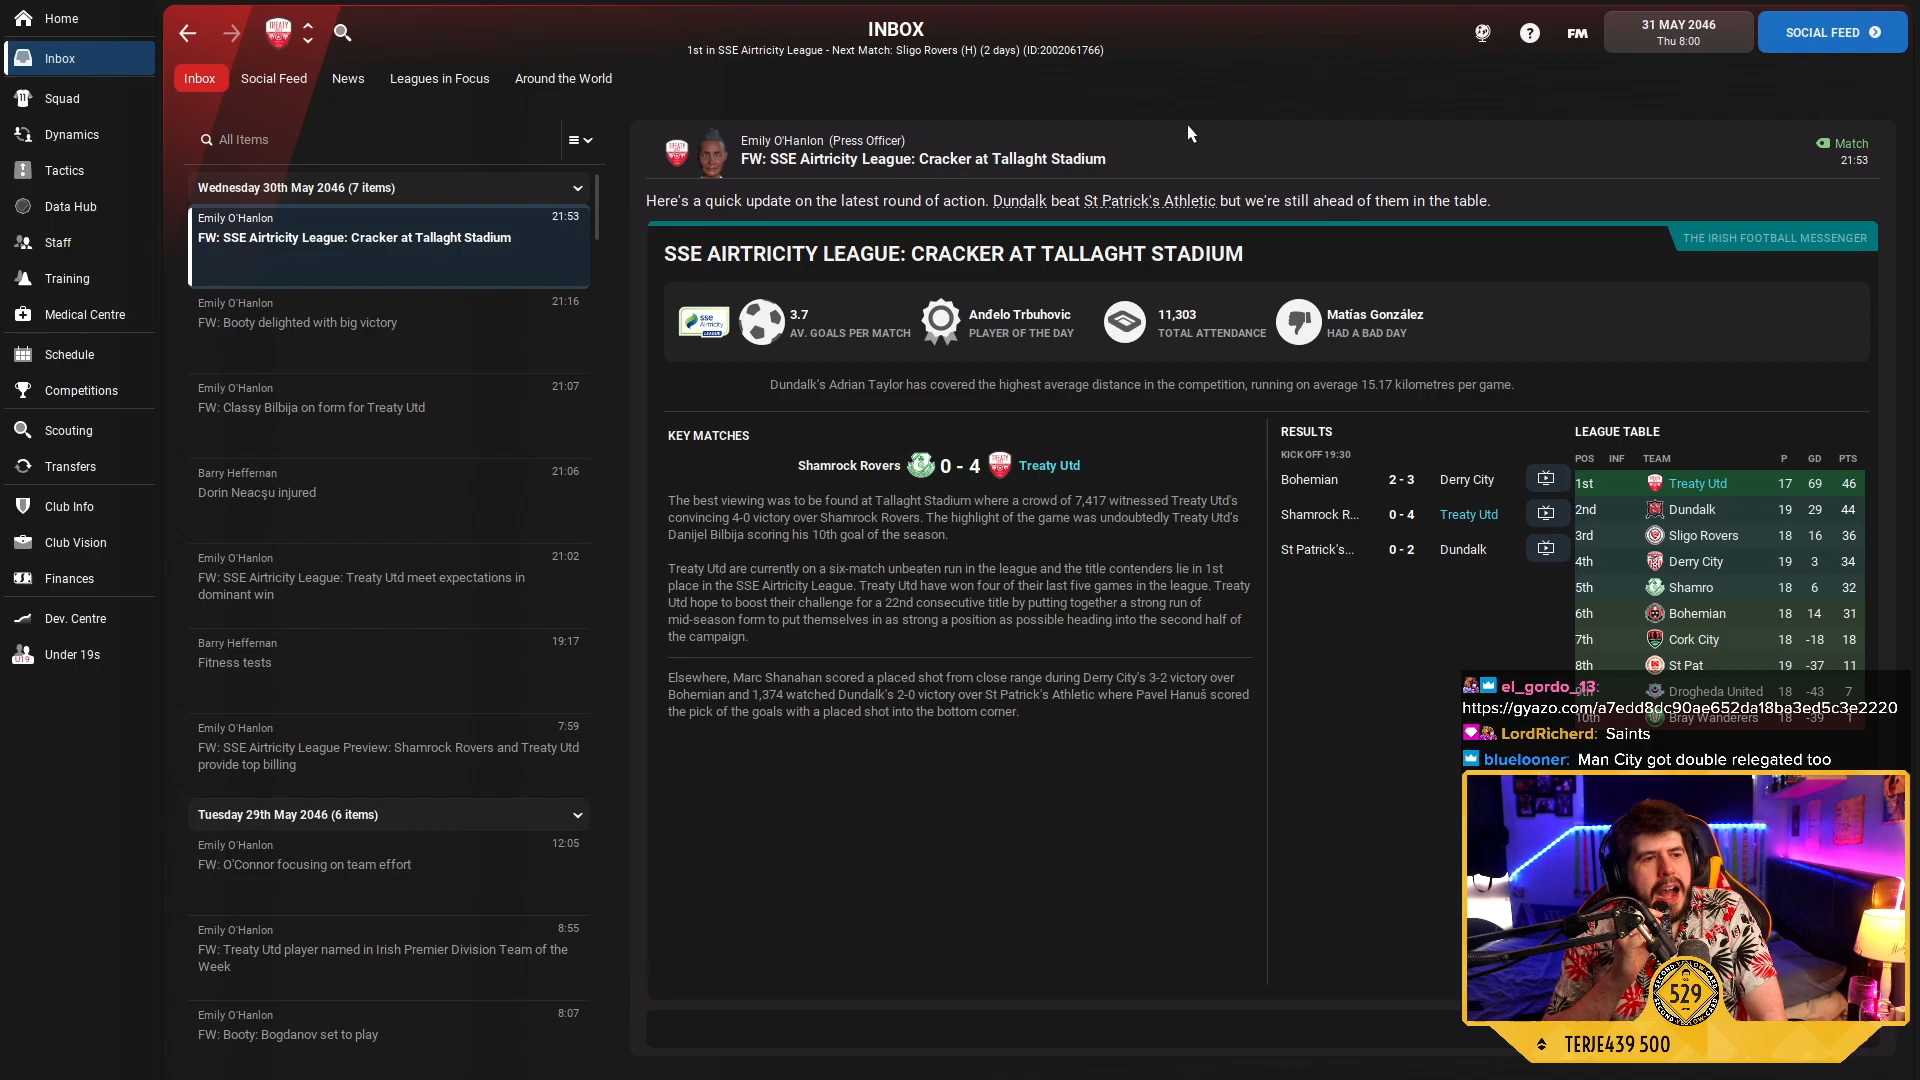 Home
Inbox
Squad
Dynamics
Tactics
Data Hub
Staff
Training
Medical Centre
Schedule
Competitions
Scouting
Transfers
Club Info
Club Vision
Finances
Dev. Centre
Under 19s
INBOX
1st in SSE Airtricity League - Next Match: Sligo Rovers (H) (2 days) (ID:2002061766)
FM
31 MAY 2046
Thu 8:00
SOCIAL FEED
Inbox Social Feed News Leagues in Focus Around the World
All Items
Wednesday 30th May 2046 (7 items)
Emily O'Hanlon 21:53
FW: SSE Airtricity League: Cracker at Tallaght Stadium
Emily O'Hanlon 21:16
FW: Booty delighted with big victory
Emily O'Hanlon 21:07
FW: Classy Bilbija on form for Treaty Utd
Barry Heffernan 21:06
Dorin Neacşu injured
Emily O'Hanlon 21:02
FW: SSE Airtricity League: Treaty Utd meet expectations in
dominant win
Barry Heffernan 19:17
Fitness tests
Emily O'Hanlon 7:59
FW: SSE Airtricity League Preview: Shamrock Rovers and Treaty Utd
provide top billing
Tuesday 29th May 2046 (6 items)
Emily O'Hanlon 12:05
FW: O'Connor focusing on team effort
Emily O'Hanlon 8:55
FW: Treaty Utd player named in Irish Premier Division Team of the
Week
Emily O'Hanlon 8:07
FW: Booty: Bogdanov set to play
Emily O'Hanlon (Press Officer)
FW: SSE Airtricity League: Cracker at Tallaght Stadium
Match
21:53
Here's a quick update on the latest round of action. Dundalk beat St Patrick's Athletic but we're still ahead of them in the table.
THE IRISH FOOTBALL MESSENGER
SSE AIRTRICITY LEAGUE: CRACKER AT TALLAGHT STADIUM
sse Airtricity LEAGUE
3.7
AV. GOALS PER MATCH
Anđelo Trbuhovic
PLAYER OF THE DAY
11,303
TOTAL ATTENDANCE
Matías González
HAD A BAD DAY
Dundalk's Adrian Taylor has covered the highest average distance in the competition, running on average 15.17 kilometres per game.
KEY MATCHES
Shamrock Rovers 0 - 4 Treaty Utd
The best viewing was to be found at Tallaght Stadium where a crowd of 7,417 witnessed Treaty Utd's
convincing 4-0 victory over Shamrock Rovers. The highlight of the game was undoubtedly Treaty Utd's
Danijel Bilbija scoring his 10th goal of the season.
Treaty Utd are currently on a six-match unbeaten run in the league and the title contenders lie in 1st
place in the SSE Airtricity League. Treaty Utd have won four of their last five games in the league. Treaty
Utd hope to boost their challenge for a 22nd consecutive title by putting together a strong run of
mid-season form to put themselves in as strong a position as possible heading into the second half of
the campaign.
Elsewhere, Marc Shanahan scored a placed shot from close range during Derry City's 3-2 victory over
Bohemian and 1,374 watched Dundalk's 2-0 victory over St Patrick's Athletic where Pavel Hanuš scored
the pick of the goals with a placed shot into the bottom corner.
RESULTS
KICK OFF 19:30
Bohemian 2 - 3 Derry City
Shamrock R... 0 - 4 Treaty Utd
St Patrick's... 0 - 2 Dundalk
LEAGUE TABLE
POS INF TEAM P GD PTS
1st Treaty Utd 17 69 46
2nd Dundalk 19 29 44
3rd Sligo Rovers 18 16 36
4th Derry City 19 3 34
5th Shamro 18 6 32
6th Bohemian 18 14 31
7th Cork City 18 -18 18
8th St Pat 19 -37 11
9th Drogheda United 18 -43 7
10th Bray Wanderers 18 -39 1
el_gordo_13:
https://gyazo.com/a7edd8dc90ae652da18ba3ed5c3e2220
LordRicherd: Saints
bluelooner: Man City got double relegated too
SECOND YELLOW CARD
529
TERJE439 500